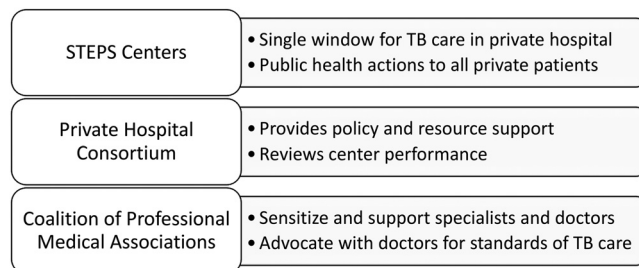 STEPS Centers
• Single window for TB care in private hospital
• Public health actions to all private patients
Private Hospital
Consortium
• Provides policy and resource support
• Reviews center performance
Coalition of Professional
Medical Associations
• Sensitize and support specialists and doctors
• Advocate with doctors for standards of TB care